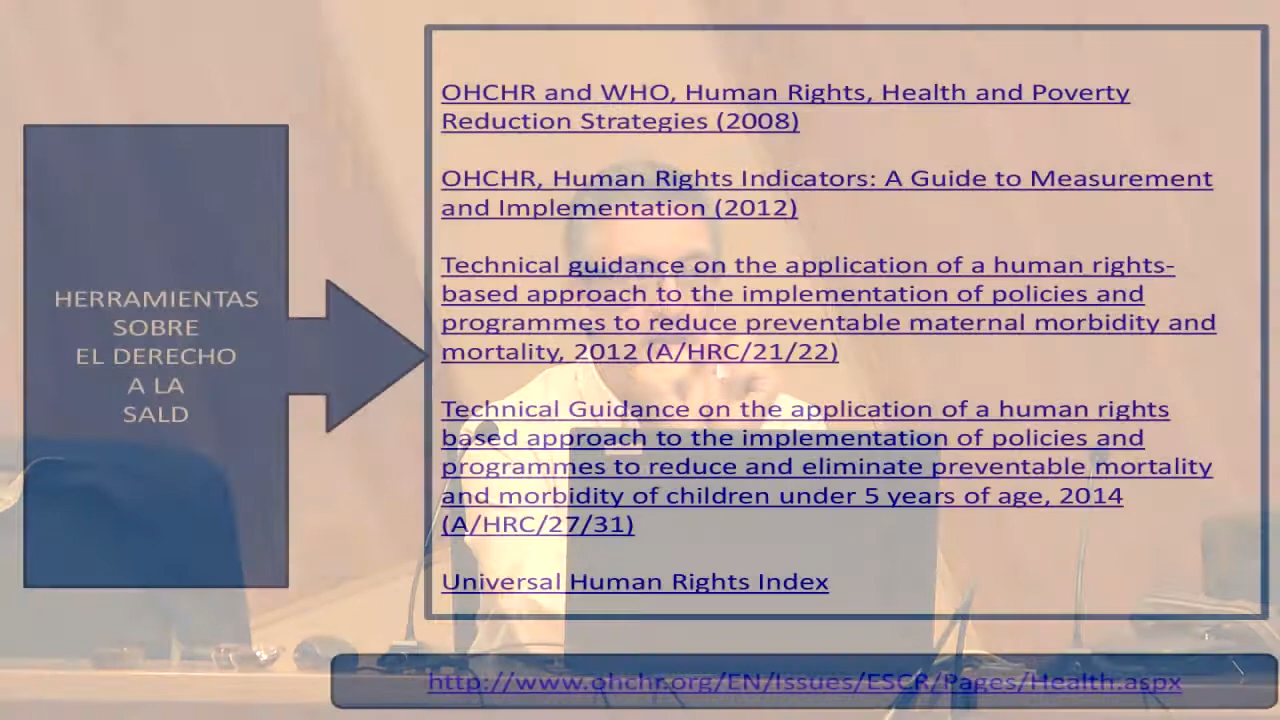 HERRAMIENTAS
SOBRE
EL DERECHO
A LA
SALD
OHCHR and WHO, Human Rights, Health and Poverty
Reduction Strategies (2008)
OHCHR, Human Rights Indicators: A Guide to Measurement
and Implementation (2012)
Technical guidance on the application of a human rights-
based approach to the implementation of policies and
programmes to reduce preventable maternal morbidity and
mortality, 2012 (A/HRC/21/22)
Technical Guidance on the application of a human rights
based approach to the implementation of policies and
programmes to reduce and eliminate preventable mortality
and morbidity of children under 5 years of age, 2014
(A/HRC/27/31)
Universal Human Rights Index
http://www.ohchr.org/EN/Issues/ESCR/Pages/Health.aspx